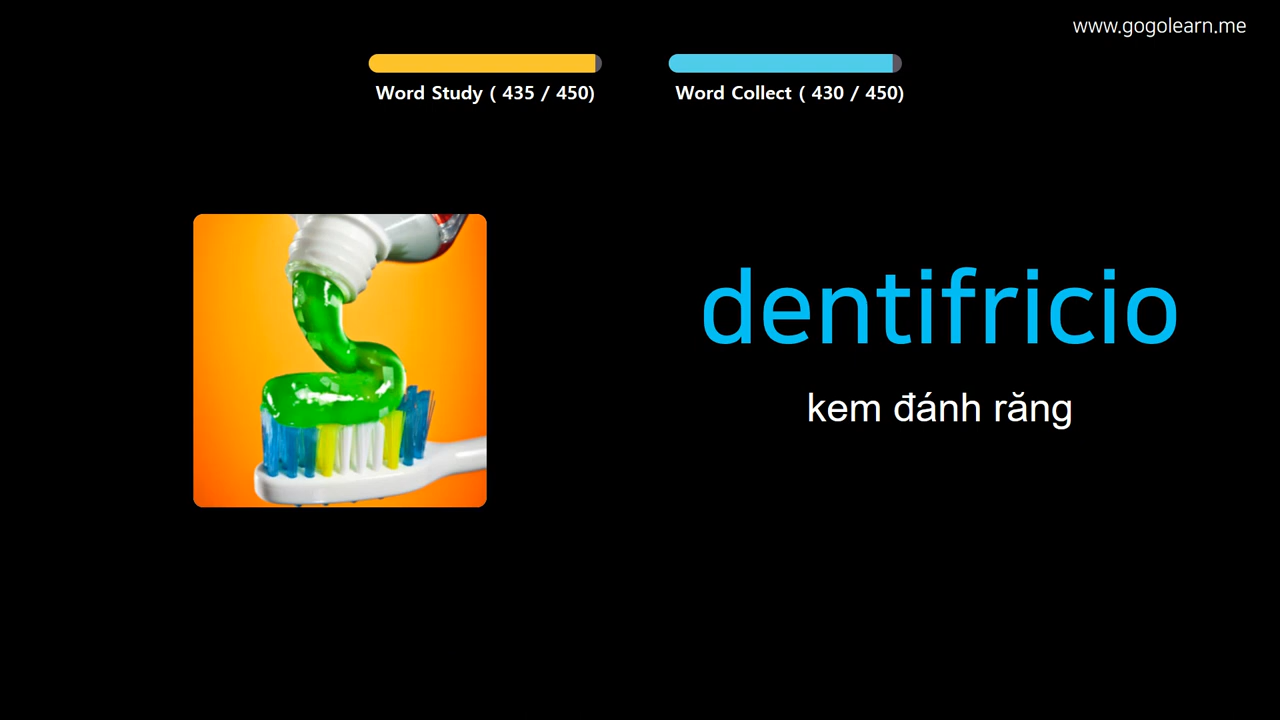 www.gogolearn.me
Word Study ( 435 / 450)
Word Collect ( 430 / 450)
dentifricio
kem đánh răng